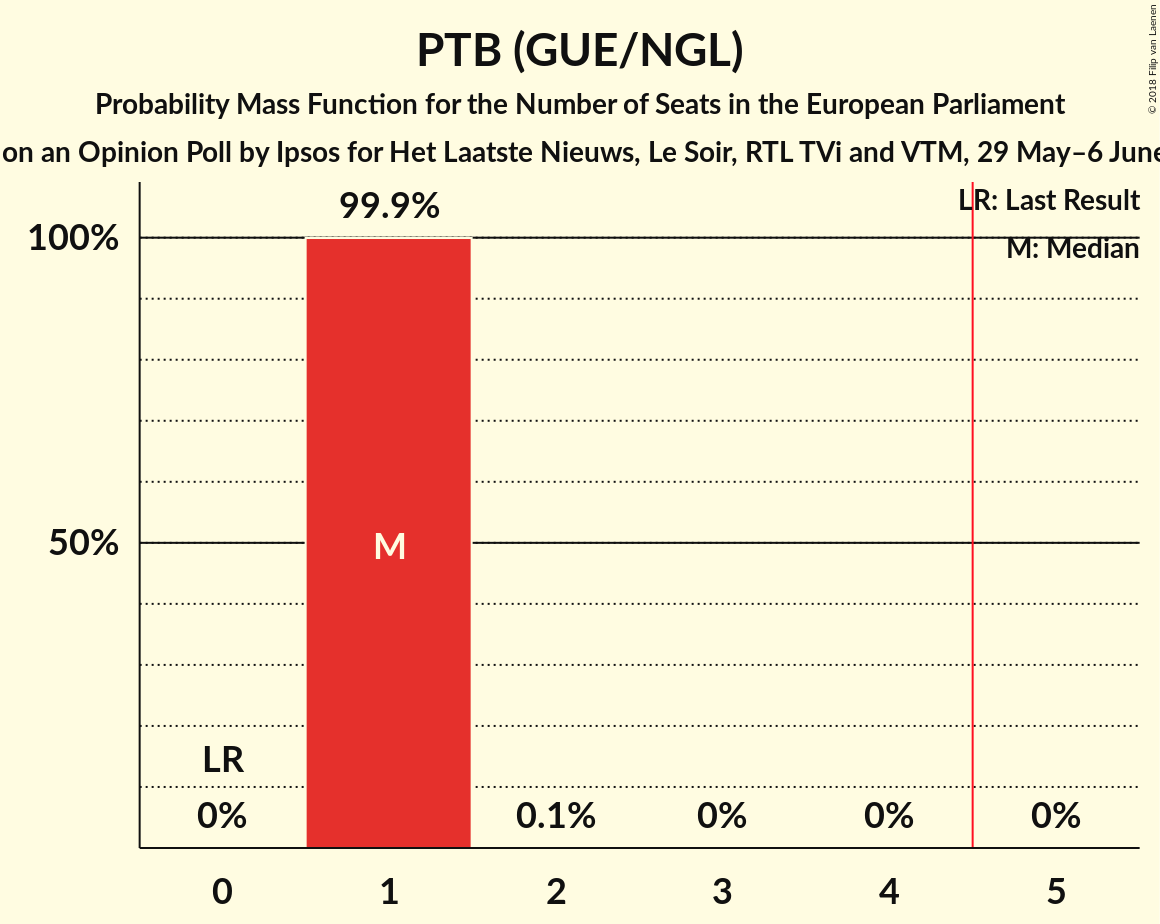 PTB (GUE/NGL)
Probability Mass Function for the Number of Seats in the European Parliament
on an Opinion Poll by Ipsos for Het Laatste Nieuws, Le Soir, RTL TVi and VTM, 29 May–6 June
© 2018 Filip van Laenen
LR: Last Result
M: Median
99.9%
100%
50%
M
LR
0%
0.1%
0%
0%
0%
0 1 2 3 4 5